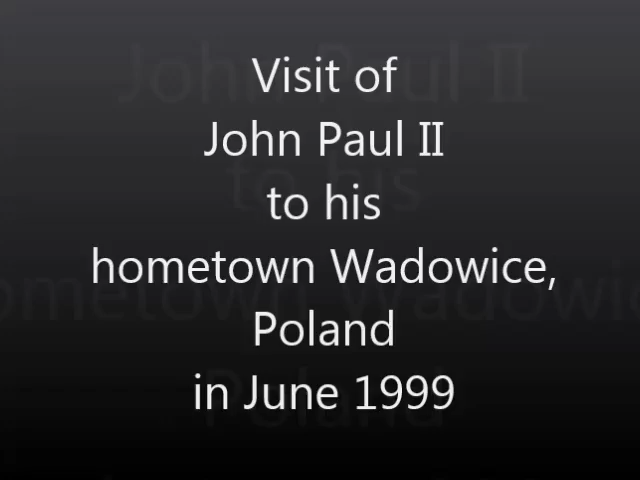 Visit of
John Paul II
to his
hometown Wadowice,
Poland
in June 1999